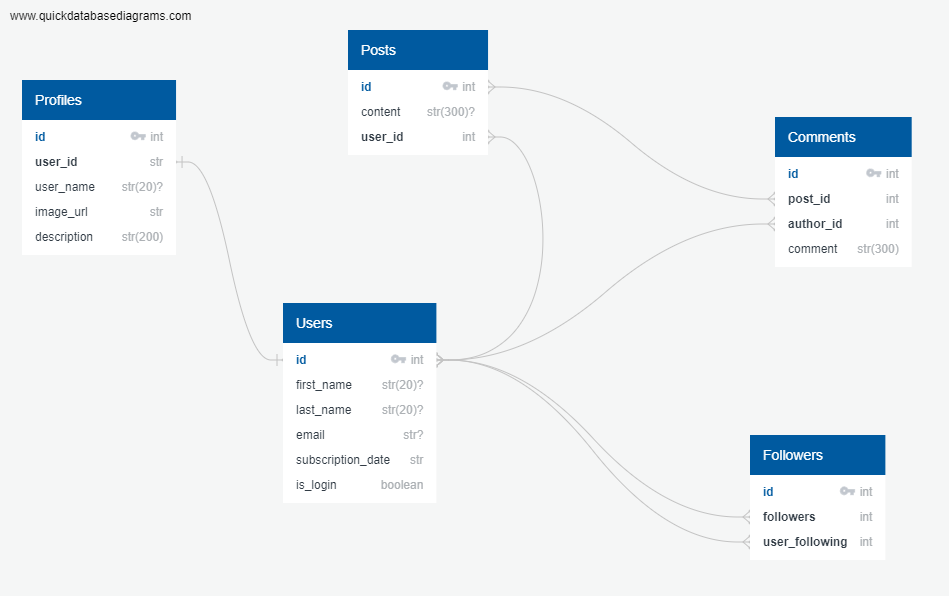 www.quickdatabasediagrams.com
Profiles
id int
user_id str
user_name str(20)?
image_url str
description str(200)
Posts
id int
content str(300)?
user_id int
Comments
id int
post_id int
author_id int
comment str(300)
Users
id int
first_name str(20)?
last_name str(20)?
email str?
subscription_date str
is_login boolean
Followers
id int
followers int
user_following int